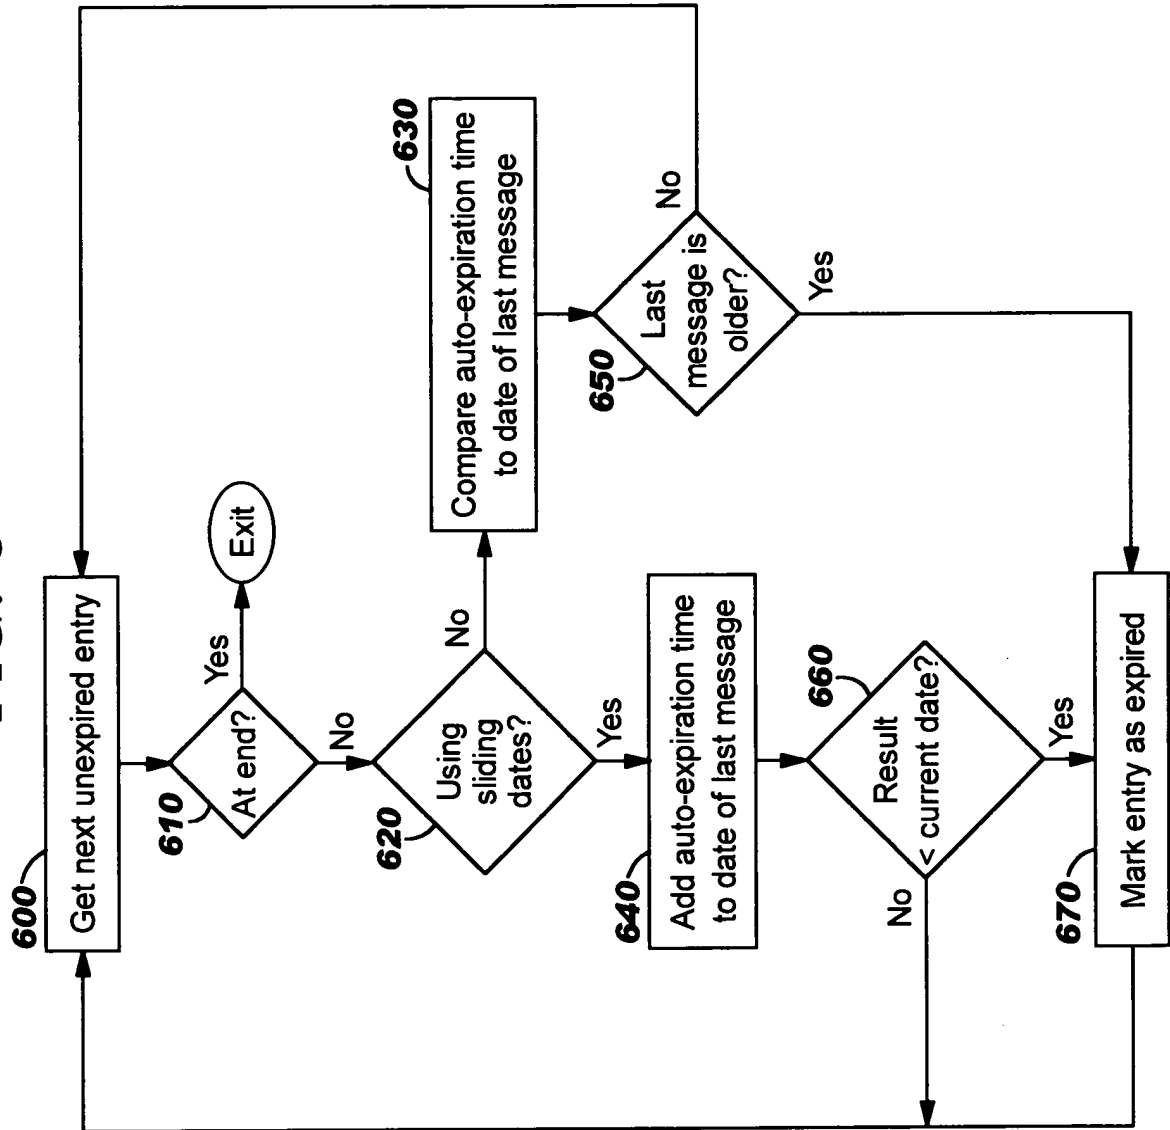 600
Get next unexpired entry
610
At end?
Yes
Exit
No
620
Using
sliding
dates?
No
630
Compare auto-expiration time
to date of last message
650
Last
message is
older?
No
Yes
Yes
640
Add auto-expiration time
to date of last message
660
Result
< current date?
No
Yes
670
Mark entry as expired